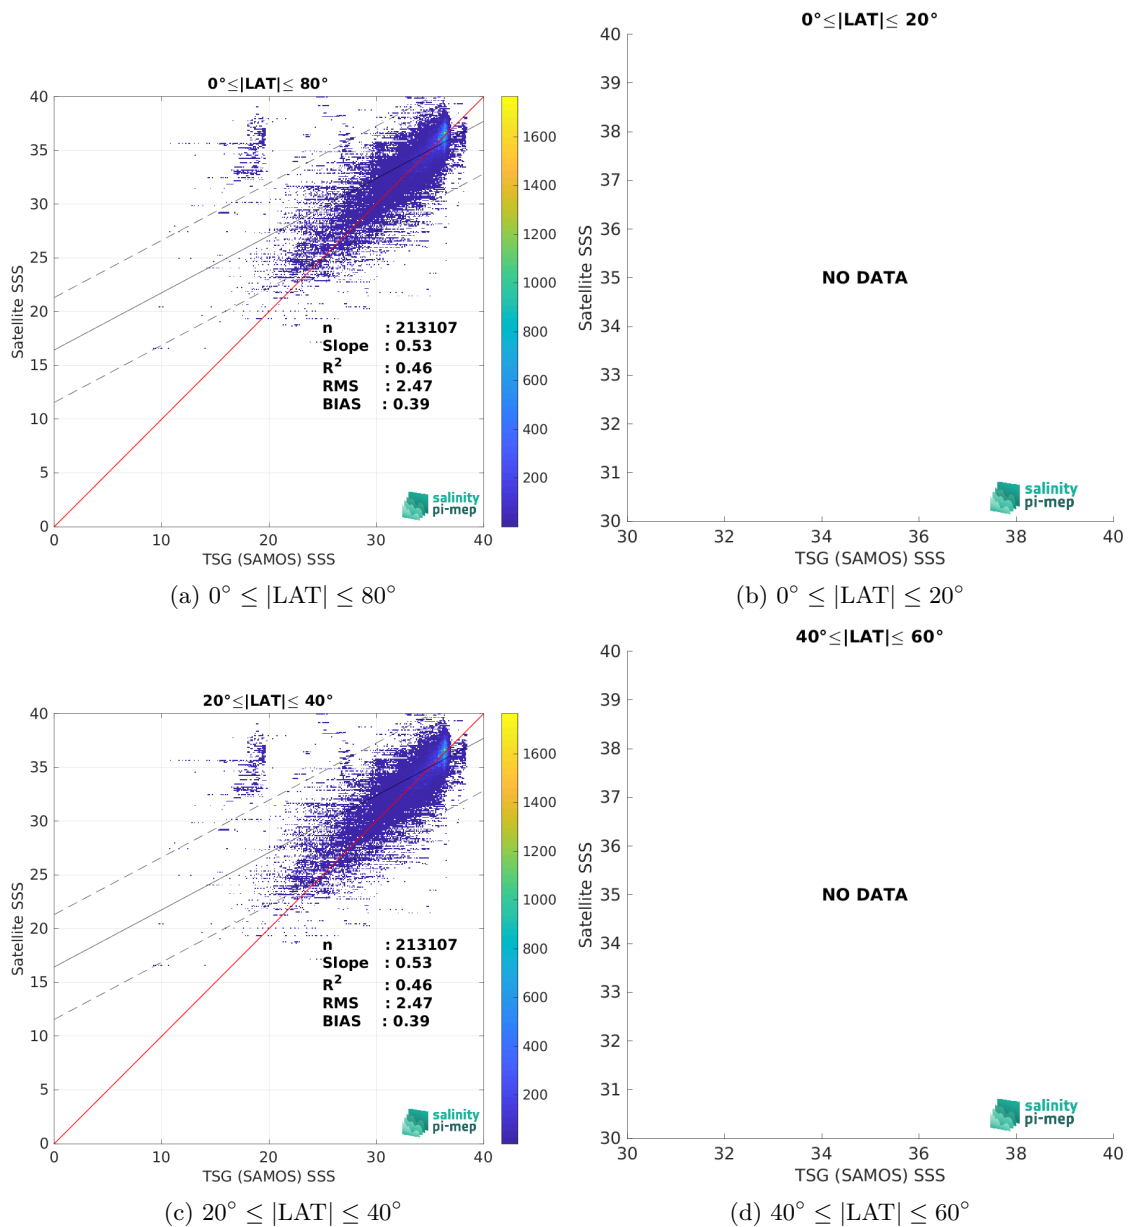 0°≤|LAT|≤ 80°
40
35
30
25
20
15
10
5
0
Satellite SSS
n : 213107
Slope : 0.53
R² : 0.46
RMS : 2.47
BIAS : 0.39
salinity
pi-mep
0 10 20 30 40
TSG (SAMOS) SSS
1600
1400
1200
1000
800
600
400
200
(a) 0° ≤ |LAT| ≤ 80°
0°≤|LAT|≤ 20°
40
39
38
37
36
35
34
33
32
31
30
Satellite SSS
NO DATA
salinity
pi-mep
30 32 34 36 38 40
TSG (SAMOS) SSS
(b) 0° ≤ |LAT| ≤ 20°
20°≤|LAT|≤ 40°
40
35
30
25
20
15
10
5
0
Satellite SSS
n : 213107
Slope : 0.53
R² : 0.46
RMS : 2.47
BIAS : 0.39
salinity
pi-mep
0 10 20 30 40
TSG (SAMOS) SSS
1600
1400
1200
1000
800
600
400
200
(c) 20° ≤ |LAT| ≤ 40°
40°≤|LAT|≤ 60°
40
39
38
37
36
35
34
33
32
31
30
Satellite SSS
NO DATA
salinity
pi-mep
30 32 34 36 38 40
TSG (SAMOS) SSS
(d) 40° ≤ |LAT| ≤ 60°